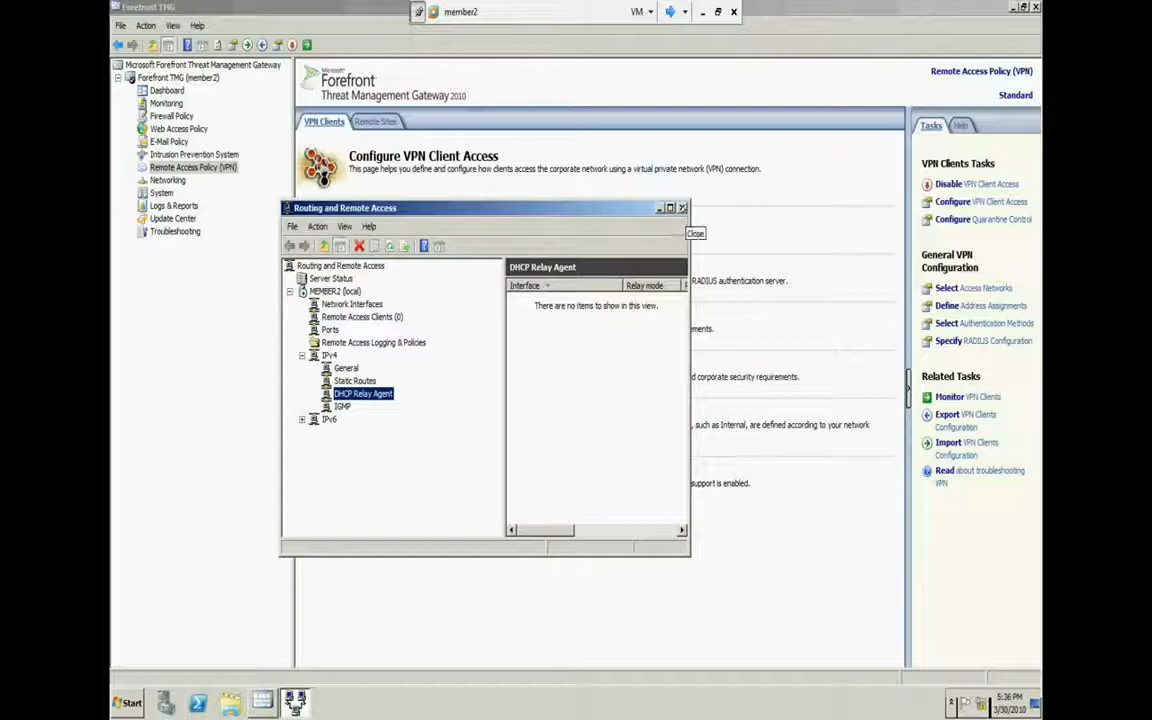 Forefront TMG
member2
VM
File Action View Help
Microsoft Forefront Threat Management Gateway
Forefront TMG (member2)
Dashboard
Monitoring
Firewall Policy
Web Access Policy
E-Mail Policy
Intrusion Prevention System
Remote Access Policy (VPN)
Networking
System
Logs & Reports
Update Center
Troubleshooting
Microsoft
Forefront
Threat Management Gateway 2010
Remote Access Policy (VPN)
Standard
VPN Clients Remote Sites
Configure VPN Client Access
This page helps you define and configure how clients access the corporate network using a virtual private network (VPN) connection.
Routing and Remote Access
Close
File Action View Help
Routing and Remote Access
Server Status
MEMBER2 (local)
Network Interfaces
Remote Access Clients (0)
Ports
Remote Access Logging & Policies
IPv4
General
Static Routes
DHCP Relay Agent
IGMP
IPv6
DHCP Relay Agent
Interface Relay mode
There are no items to show in this view.
RADIUS authentication server.
ements.
d corporate security requirements.
, such as Internal, are defined according to your network
support is enabled.
Tasks Help
VPN Clients Tasks
Disable VPN Client Access
Configure VPN Client Access
Configure Quarantine Control
General VPN
Configuration
Select Access Networks
Define Address Assignments
Select Authentication Methods
Specify RADIUS Configuration
Related Tasks
Monitor VPN Clients
Export VPN Clients
Configuration
Import VPN Clients
Configuration
Read about troubleshooting
VPN
Start
5:36 PM
3/30/2010